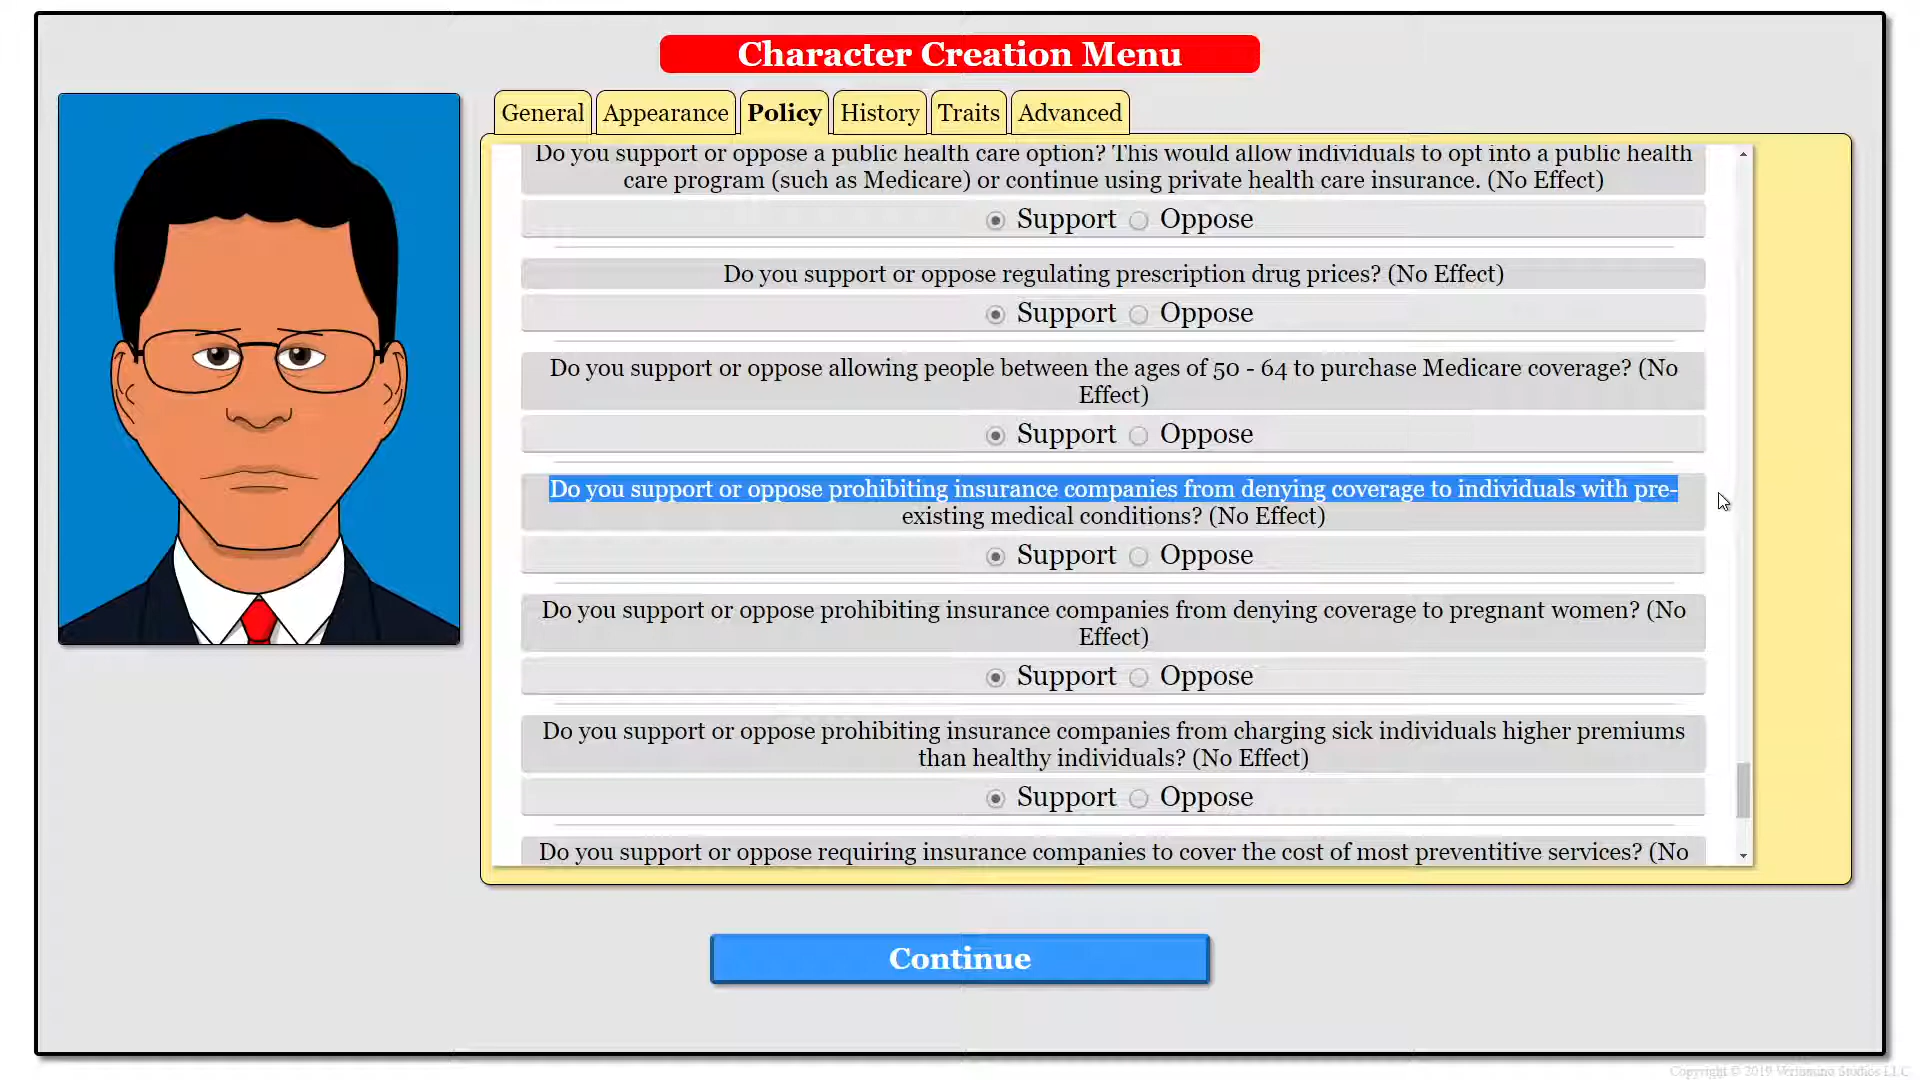 Character Creation Menu
General Appearance Policy History Traits Advanced
Do you support or oppose a public health care option? This would allow individuals to opt into a public health
care program (such as Medicare) or continue using private health care insurance. (No Effect)
Support Oppose
Do you support or oppose regulating prescription drug prices? (No Effect)
Support Oppose
Do you support or oppose allowing people between the ages of 50 - 64 to purchase Medicare coverage? (No
Effect)
Support Oppose
Do you support or oppose prohibiting insurance companies from denying coverage to individuals with pre-
existing medical conditions? (No Effect)
Support Oppose
Do you support or oppose prohibiting insurance companies from denying coverage to pregnant women? (No
Effect)
Support Oppose
Do you support or oppose prohibiting insurance companies from charging sick individuals higher premiums
than healthy individuals? (No Effect)
Support Oppose
Do you support or oppose requiring insurance companies to cover the cost of most preventitive services? (No
Continue
Copyright © 2019 Verissimo Studios LLC